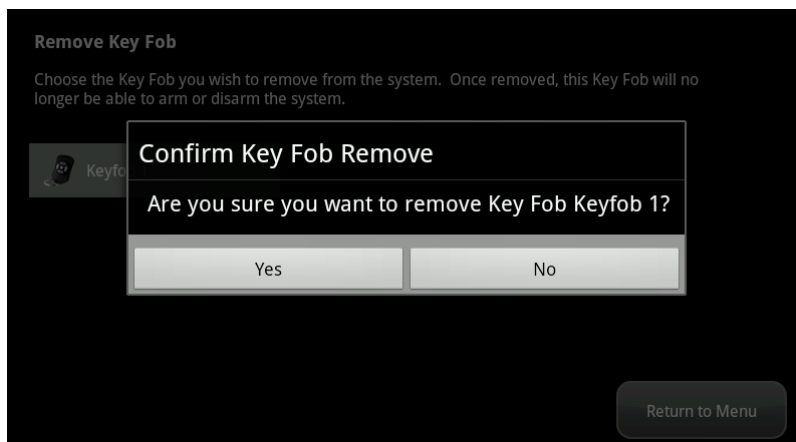 Remove Key Fob
Choose the Key Fob you wish to remove from the system. Once removed, this Key Fob will no
longer be able to arm or disarm the system.
Confirm Key Fob Remove
Keyfo
Are you sure you want to remove Key Fob Keyfob 1?
Yes
No
Return to Menu